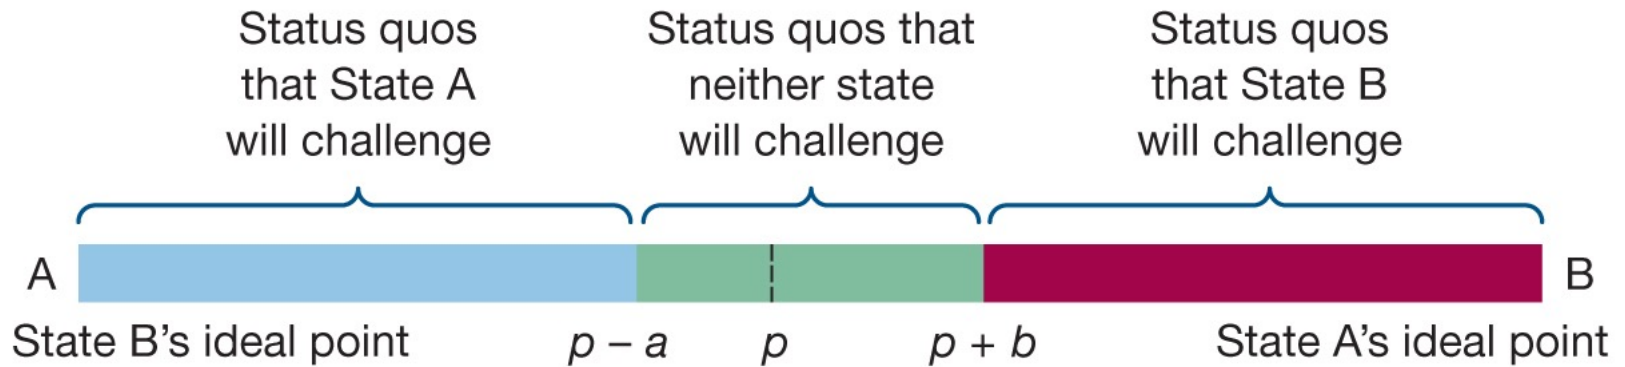 Status quos
that State A
will challenge
Status quos that
neither state
will challenge
Status quos
that State B
will challenge
A
B
State B’s ideal point
p – a
p
p + b
State A’s ideal point